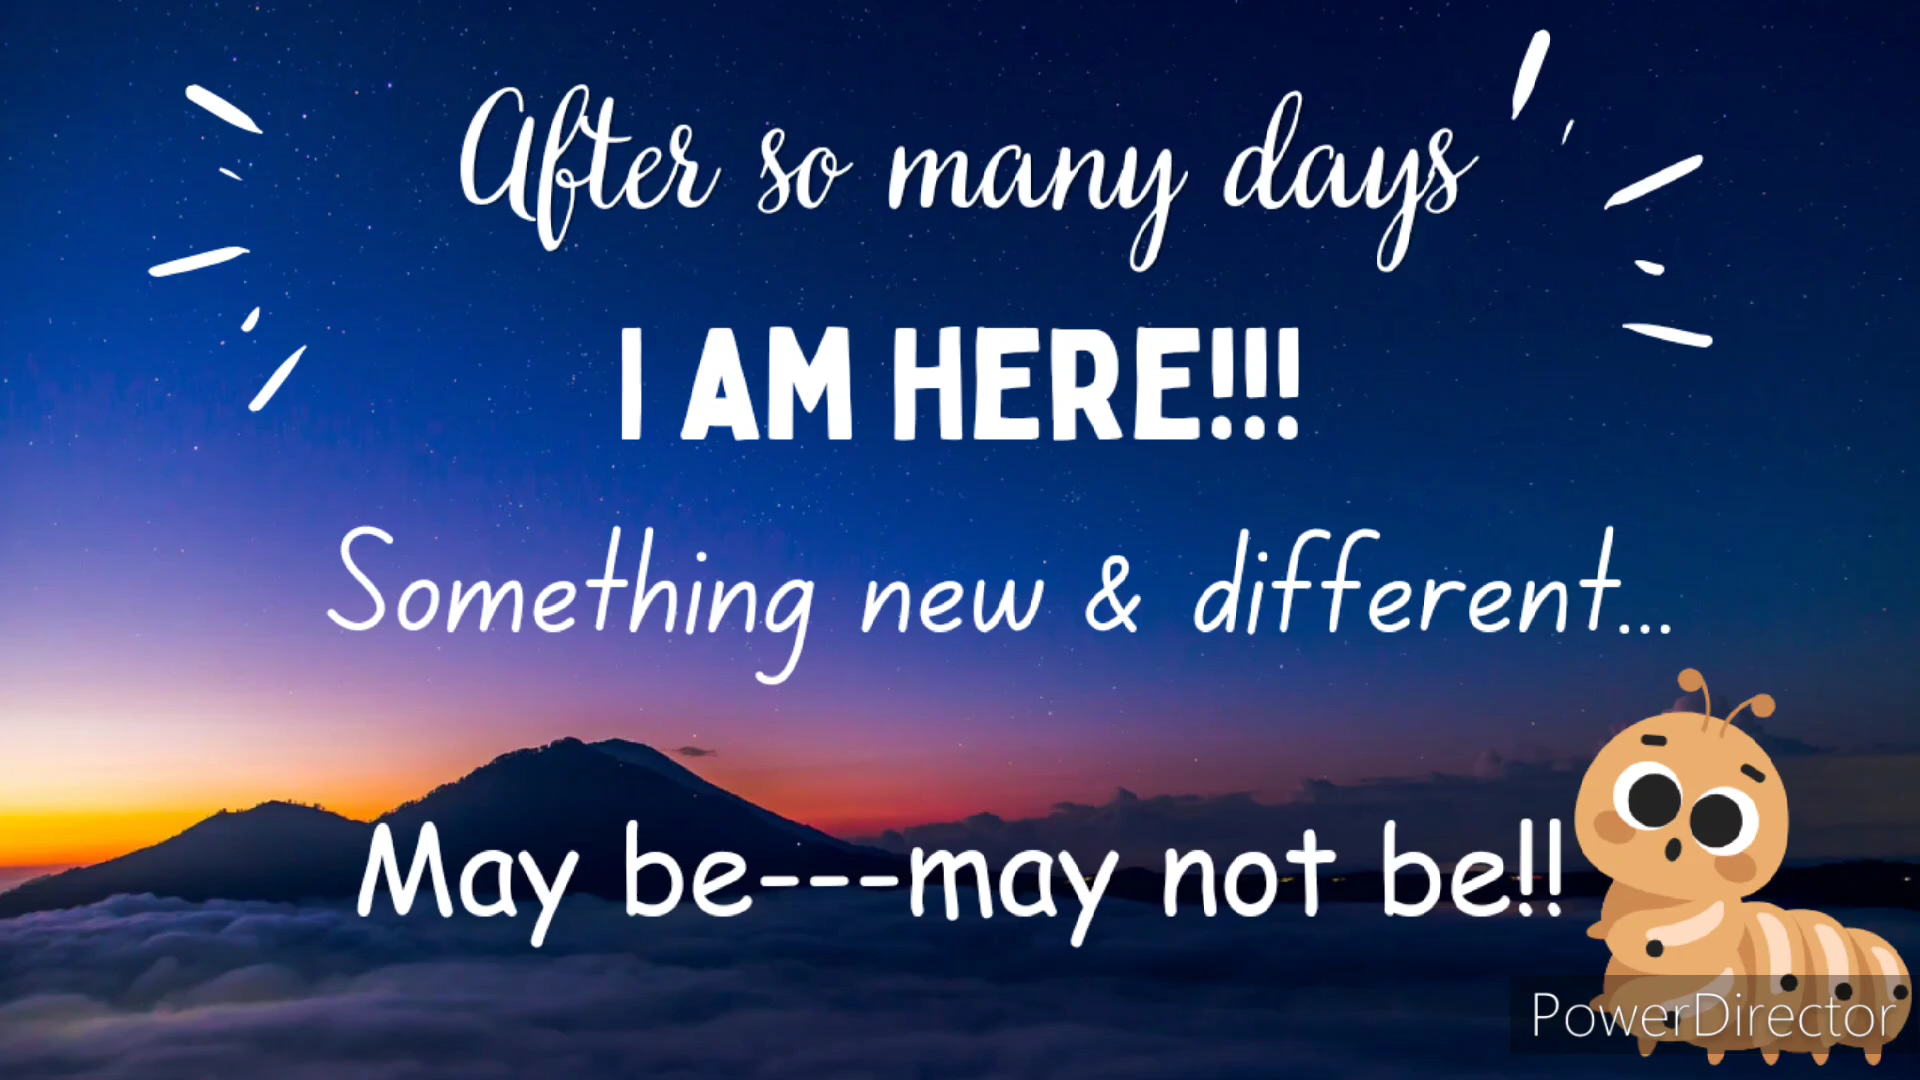 After so many days
I AM HERE!!!
Something new & different...
May be---may not be!!
PowerDirector